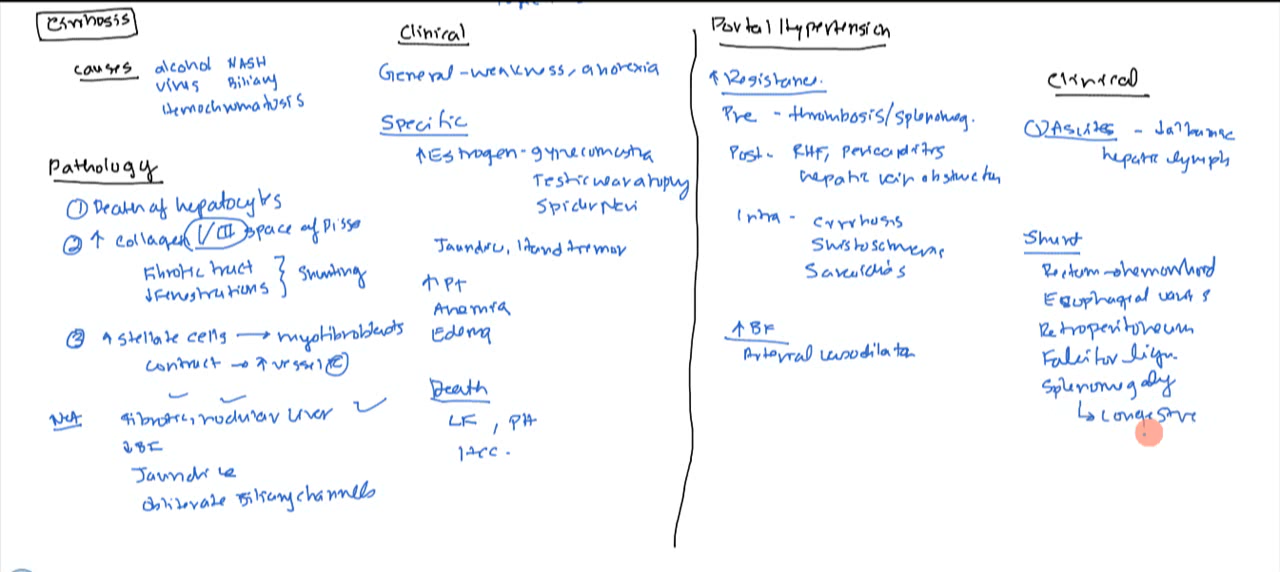 Cirrhosis
Causes alcohol NASH
virus Biliary
Hemochromatosis
Pathology
① Death of hepatocytes
② ↑ collagen I/III space of Disse
Fibrotic tract
↓ Fenestrations } Shunting
③ ↑ stellate cells → myofibroblasts
contract → ↑ vessel Ⓡ
Net fibrotic, nodular liver
↓ BF
Jaundice
Obliterate Biliary channels
Clinical
General - weakness, anorexia
Specific
↑ Estrogen - gynecomastia
Testicular atrophy
Spider Nevi
Jaundice, Hand tremor
↑ PT
Anemia
Edema
Death
LF, PH
HCC.
Portal Hypertension
↑ Resistance.
Pre - thrombosis/splenomeg.
Post - RHF, pericarditis
hepatic vein obstruction
Intra - cirrhosis
Sarcoidosis
↑ BF
Arterial vasodilata
Clinical
① Ascites -
hepatic lymph
Shunt
Rectum → hemorrhoid
Esophageal
Retroperitoneum
Falciform ligm.
Splenomegaly
↳ congestive